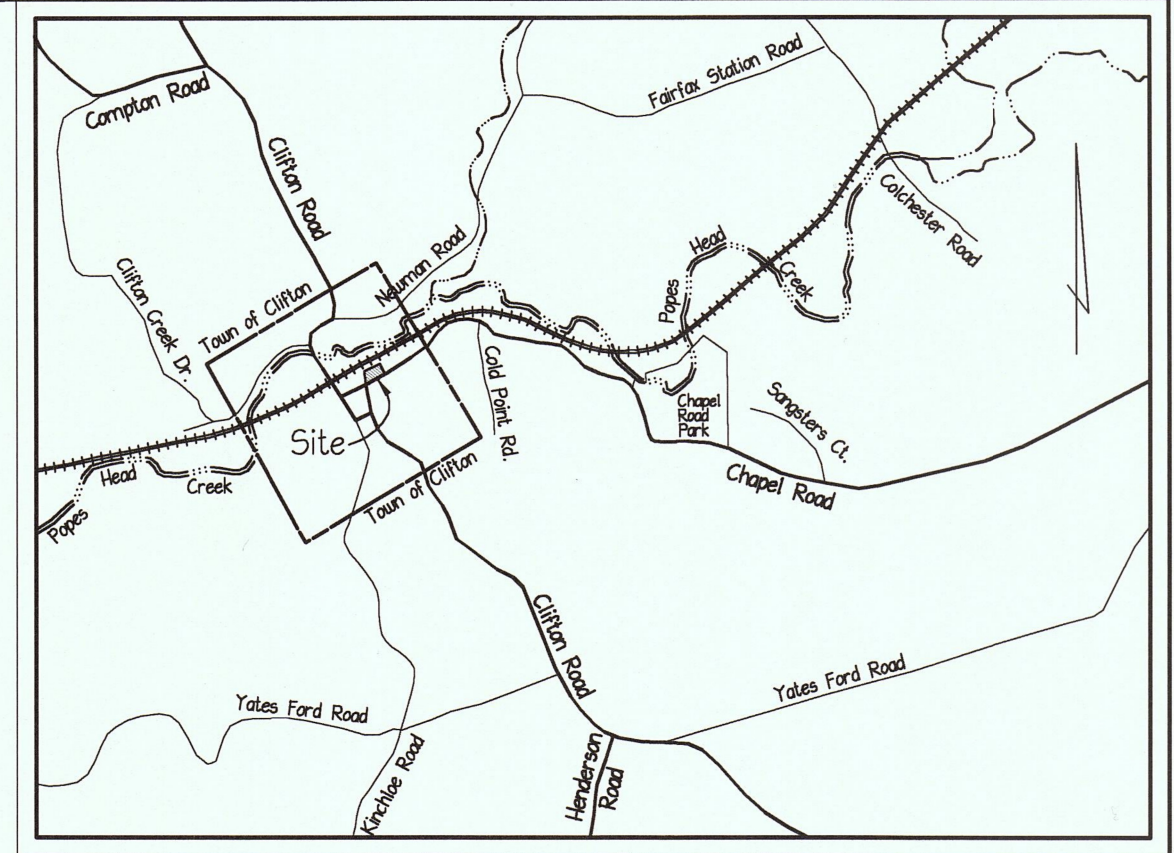 Compton Road
Clifton Road
Fairfax Station Road
Colchester Road
Newman Road
Clifton Creek Dr.
Town of Clifton
Popes
Head
Creek
Cold Point Rd.
Chapel
Road
Park
Sangsters Ct.
Chapel Road
Site
Head
Creek
Popes
Town of Clifton
Clifton Road
Yates Ford Road
Yates Ford Road
Kinchloe Road
Henderson
Road